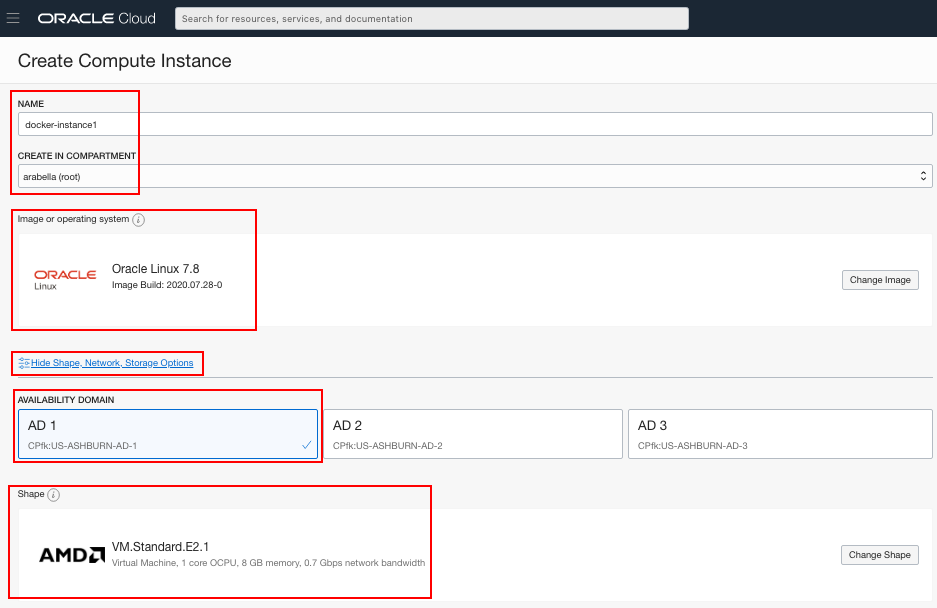 ORACLE Cloud
Search for resources, services, and documentation
Create Compute Instance
NAME
docker-instance1
CREATE IN COMPARTMENT
arabella (root)
Image or operating system i
ORACLE
Linux
Oracle Linux 7.8
Image Build: 2020.07.28-0
Change Image
Hide Shape, Network, Storage Options
AVAILABILITY DOMAIN
AD 1
CPfk:US-ASHBURN-AD-1
AD 2
CPfk:US-ASHBURN-AD-2
AD 3
CPfk:US-ASHBURN-AD-3
Shape i
AMD
VM.Standard.E2.1
Virtual Machine, 1 core OCPU, 8 GB memory, 0.7 Gbps network bandwidth
Change Shape